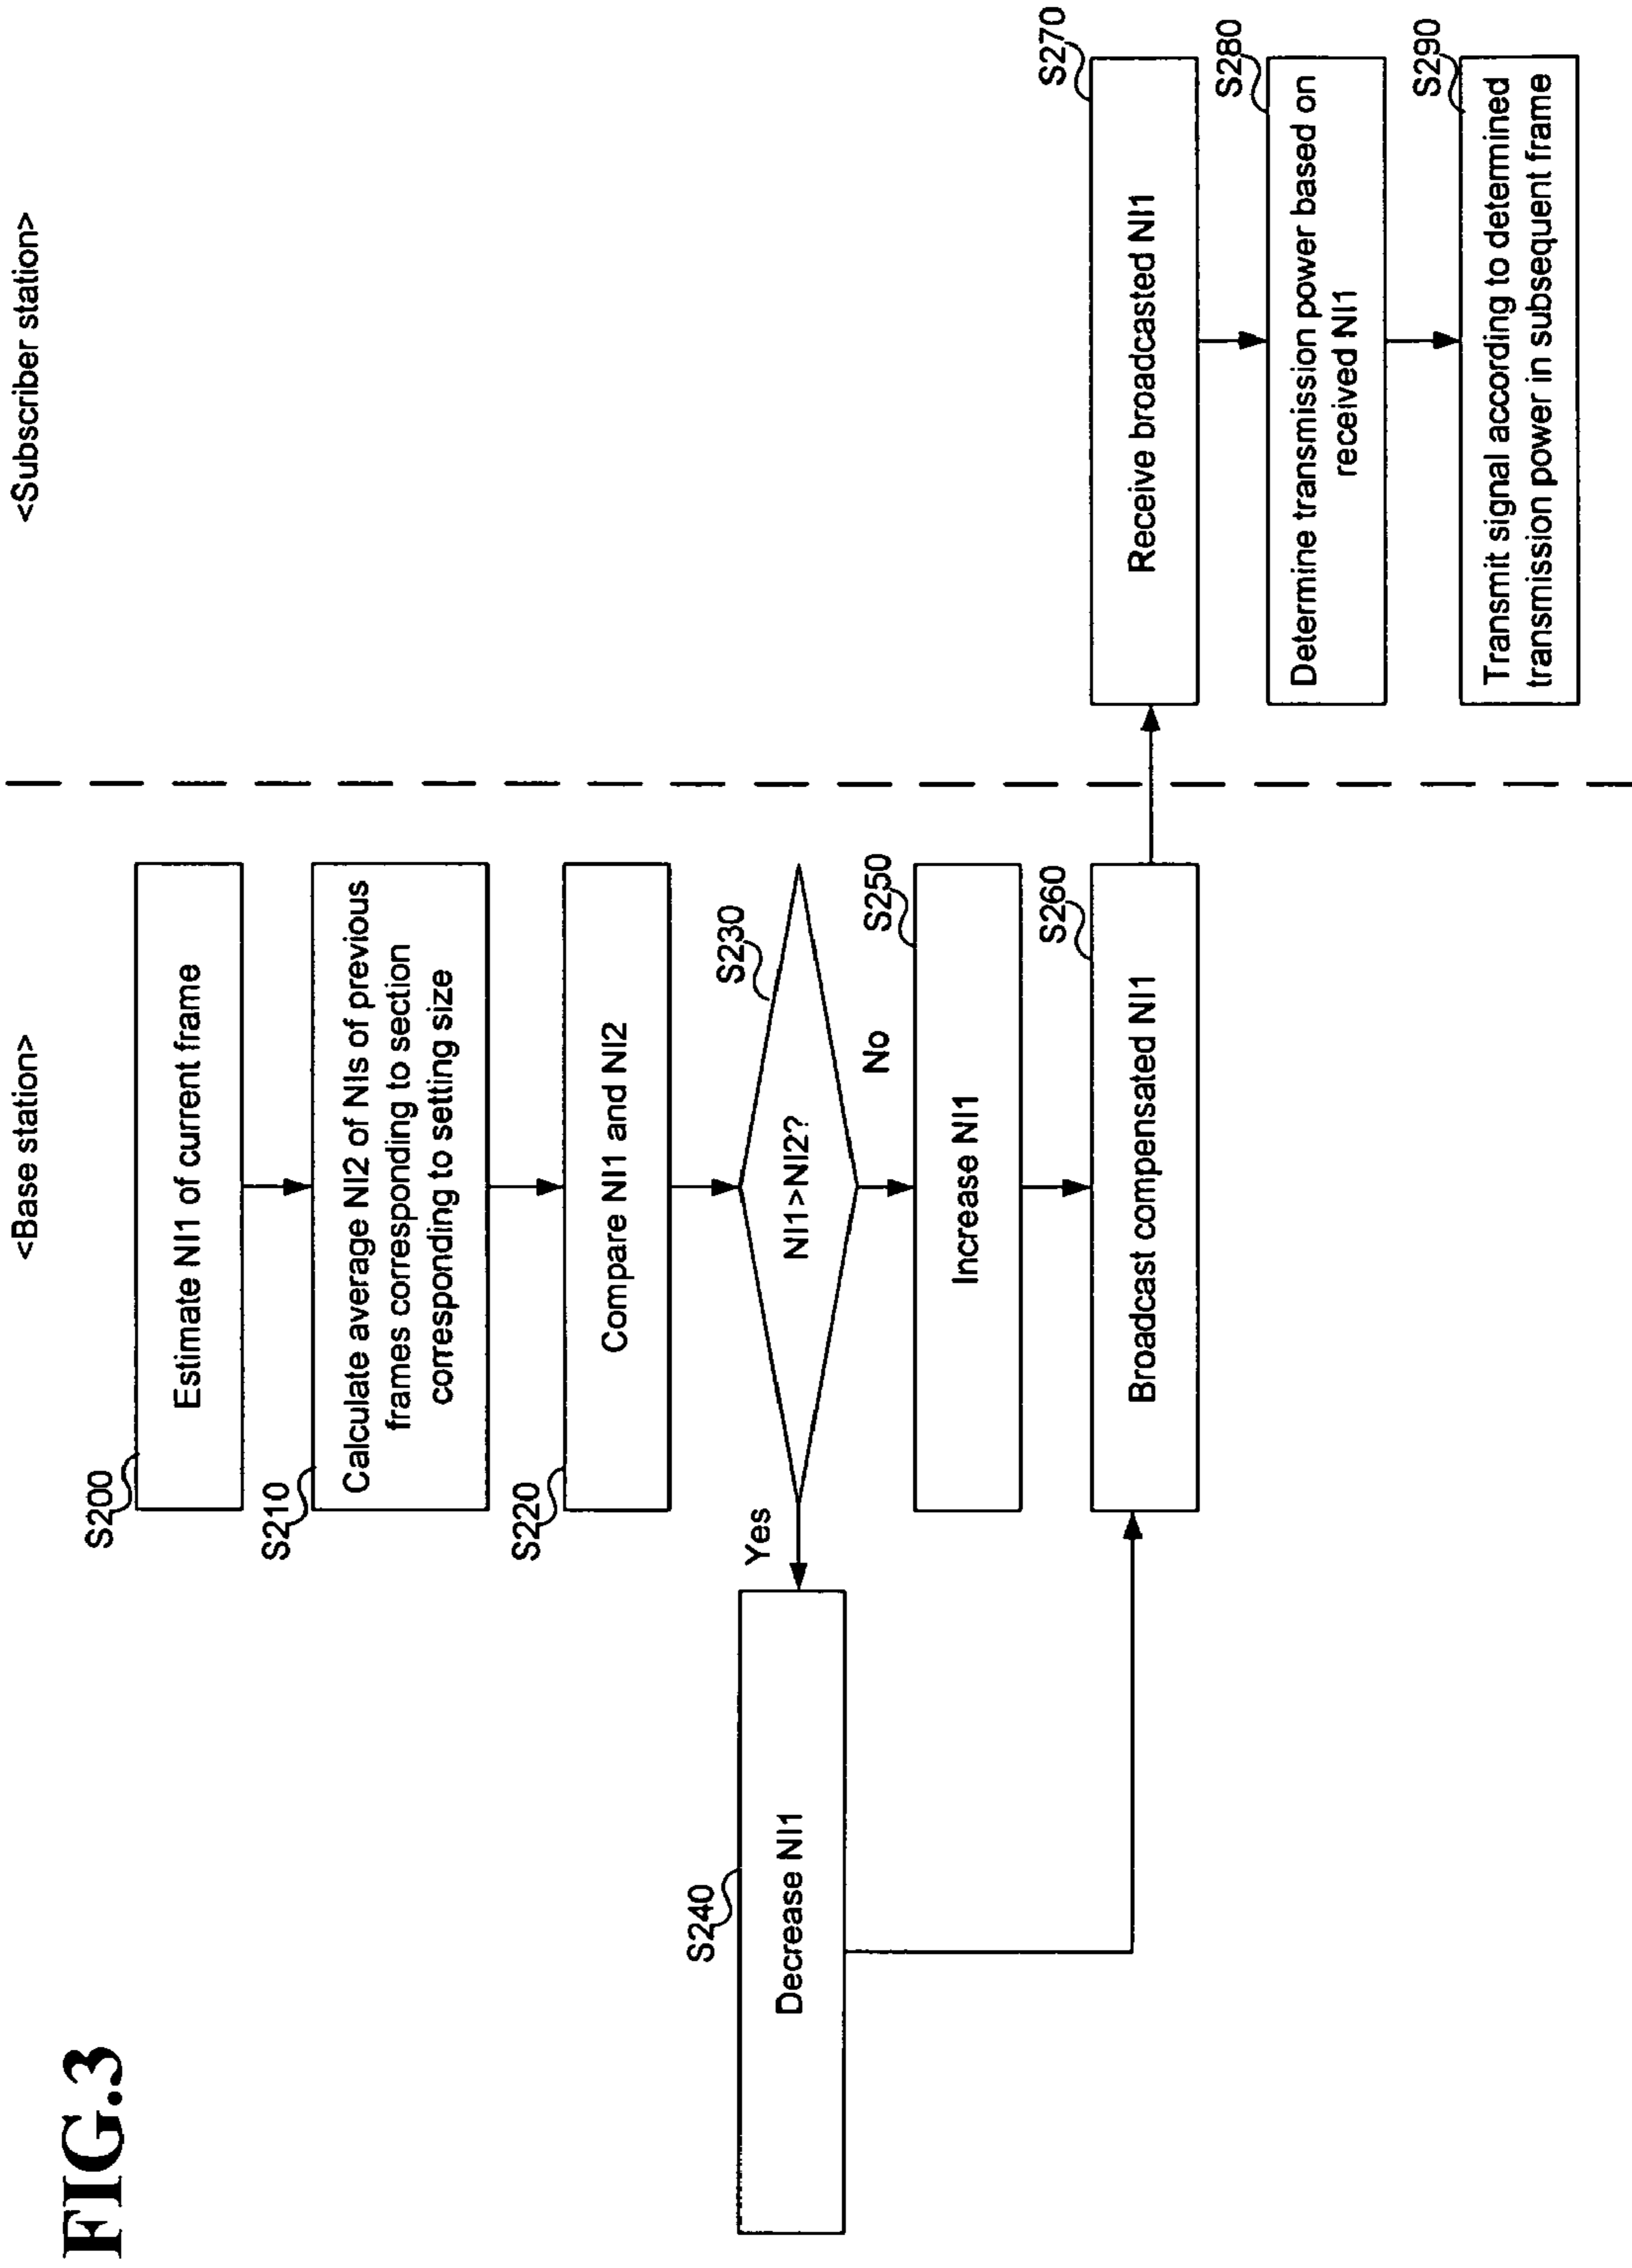 FIG.3
<Base station>
<Subscriber station>
S200
Estimate NI1 of current frame
S210
Calculate average NI2 of NIs of previous
frames corresponding to section
corresponding to setting size
S220
Compare NI1 and NI2
S230
NI1>NI2?
Yes
No
S240
Decrease NI1
S250
Increase NI1
S260
Broadcast compensated NI1
S270
Receive broadcasted NI1
S280
Determine transmission power based on
received NI1
S290
Transmit signal according to determined
transmission power in subsequent frame